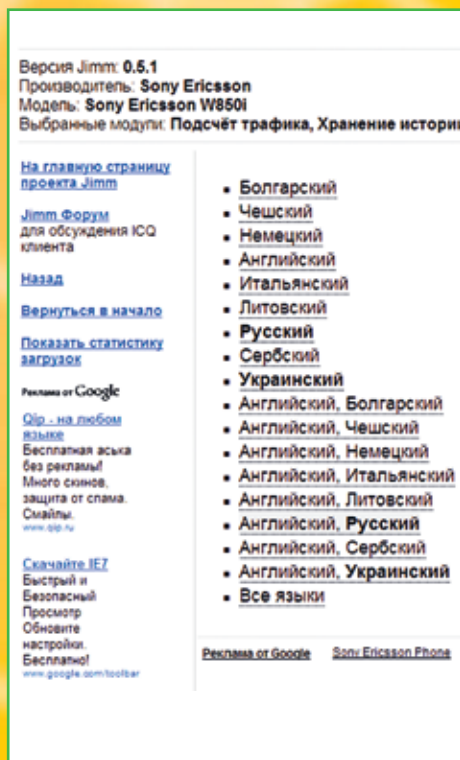 Версия Jimm: 0.5.1
Производитель: Sony Ericsson
Модель: Sony Ericsson W850i
Выбранные модули: Подсчёт трафика, Хранение истории
На главную страницу
проекта Jimm
Jimm Форум
для обсуждения ICQ
клиента
Назад
Вернуться в начало
Показать статистику
загрузок
Реклама от Google
Qip - на любом
языке
Бесплатная аська
без рекламы!
Много скинов,
защита от спама.
Смайлы.
www.qip.ru
Скачайте IE7
Быстрый и
Безопасный
Просмотр
Обновите
настройки.
Бесплатно!
www.google.com/toolbar
Болгарский
Чешский
Немецкий
Английский
Итальянский
Литовский
Русский
Сербский
Украинский
Английский, Болгарский
Английский, Чешский
Английский, Немецкий
Английский, Итальянский
Английский, Литовский
Английский, Русский
Английский, Сербский
Английский, Украинский
Все языки
Реклама от Google Sony Ericsson Phone